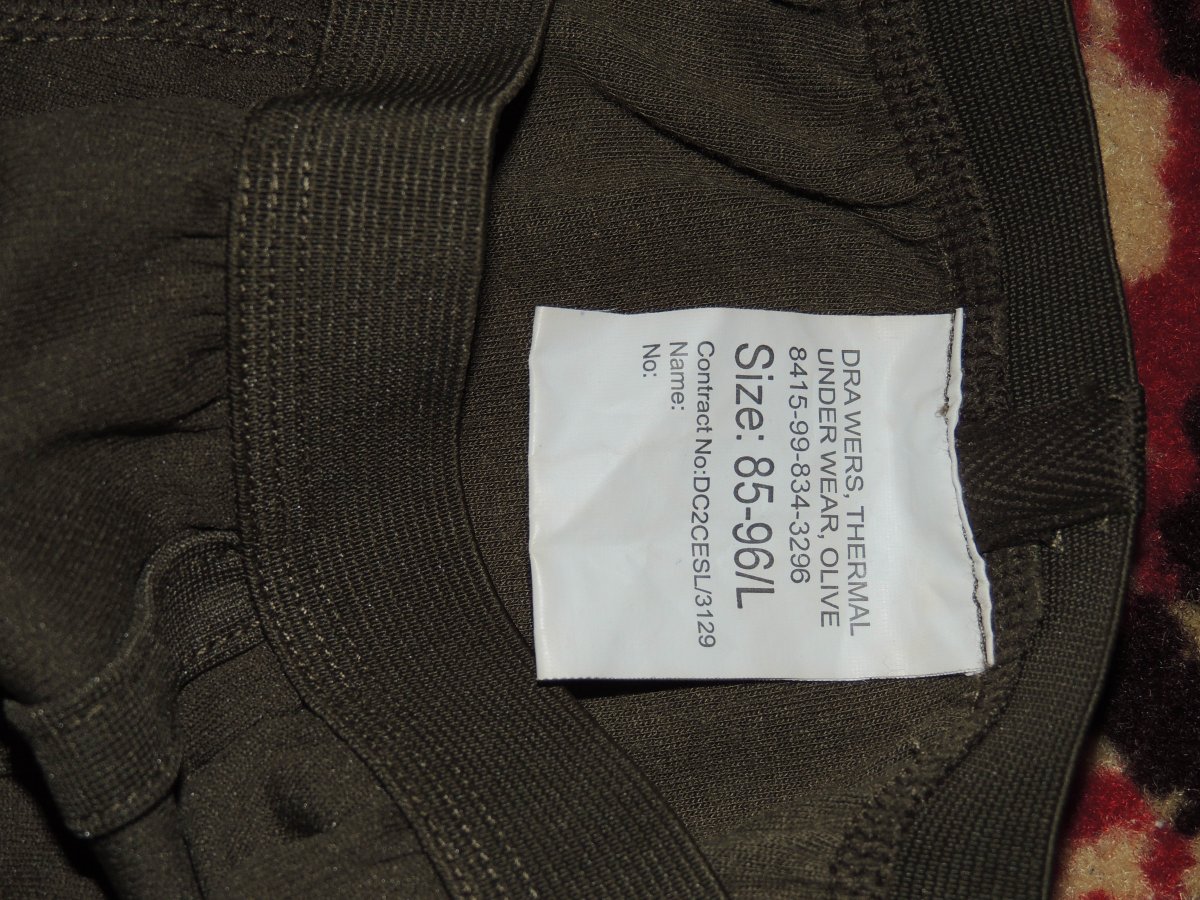 DRAWERS, THERMAL
UNDER WEAR, OLIVE
8415-99-834-3296
Size: 85-96/L
Contract No:DC2CESL/3129
Name:
No: